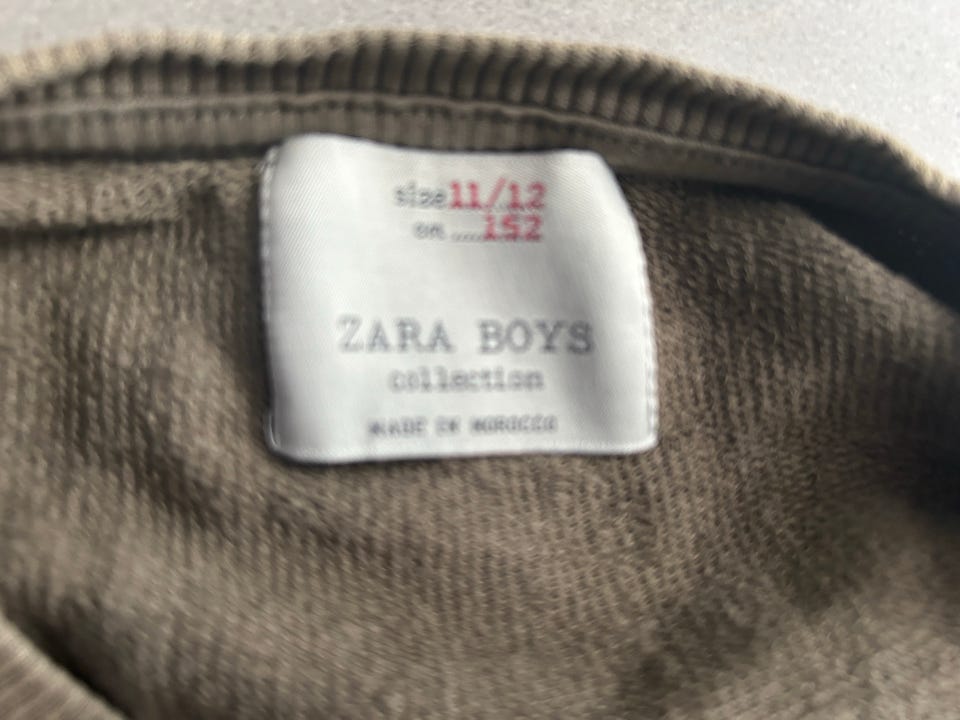 size 11/12
cm ....152
ZARA BOYS
collection
MADE IN MOROCCO